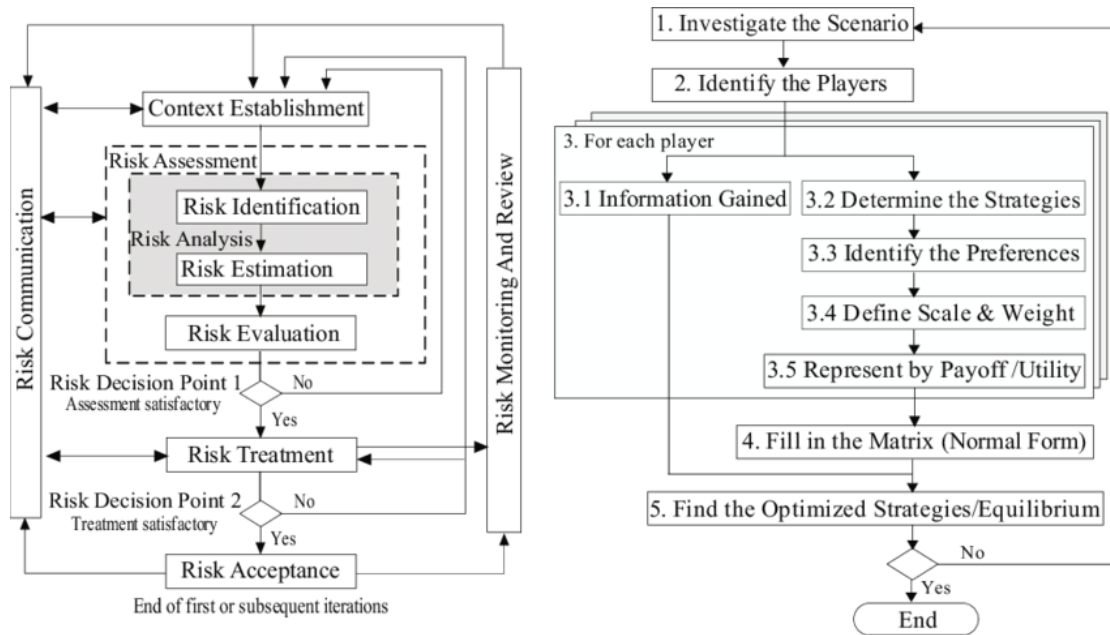 Context Establishment
Risk Assessment
Risk Identification
Risk Analysis
Risk Estimation
Risk Evaluation
Risk Decision Point 1
Assessment satisfactory
No
Yes
Risk Treatment
Risk Decision Point 2
Treatment satisfactory
No
Yes
Risk Acceptance
End of first or subsequent iterations
Risk Communication
Risk Monitoring And Review
1. Investigate the Scenario
2. Identify the Players
3. For each player
3.1 Information Gained
3.2 Determine the Strategies
3.3 Identify the Preferences
3.4 Define Scale & Weight
3.5 Represent by Payoff /Utility
4. Fill in the Matrix (Normal Form)
5. Find the Optimized Strategies/Equilibrium
No
Yes
End